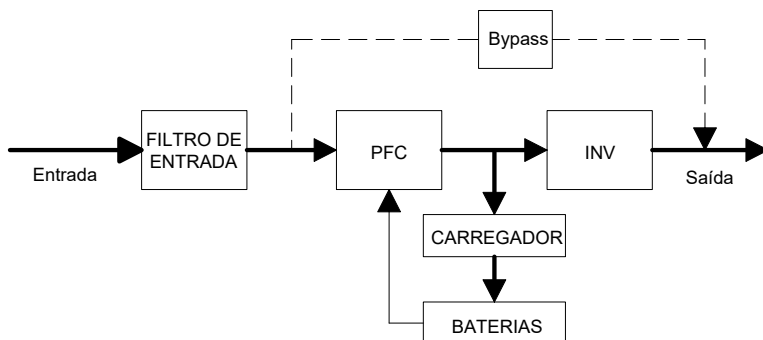 Bypass
FILTRO DE
ENTRADA
PFC
INV
Entrada
Saída
CARREGADOR
BATERIAS